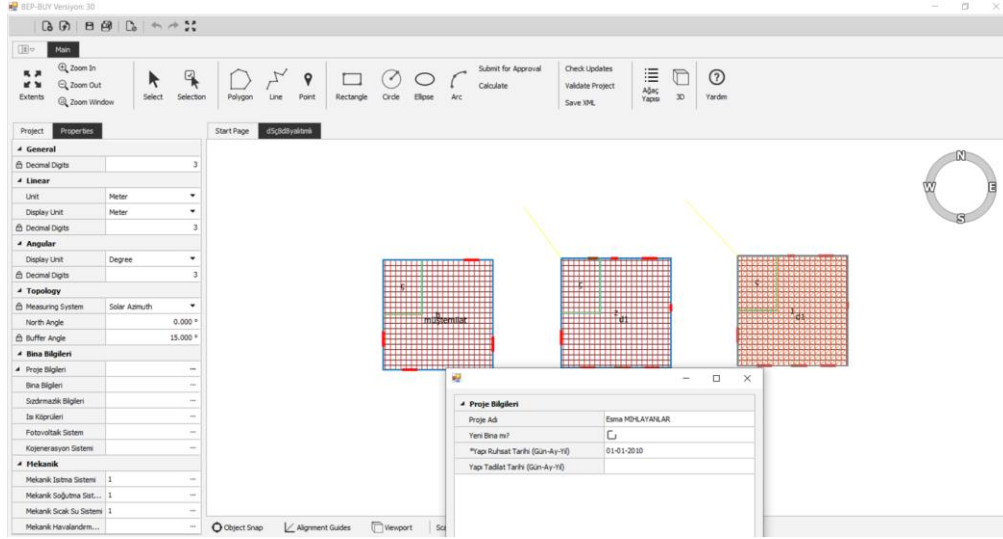 BEP-BUY Versiyon: 30
Main
Extents
Zoom In
Zoom Out
Zoom Window
Select
Selection
Polygon
Line
Point
Rectangle
Circle
Ellipse
Arc
Submit for Approval
Calculate
Check Updates
Validate Project
Save XML
Ağaç
Yapısı
3D
Yardım
Project Properties
Start Page d5ç8d8yaktımlı
General
Decimal Digits 3
Linear
Unit Meter
Display Unit Meter
Decimal Digits 3
Angular
Display Unit Degree
Decimal Digits 3
Topology
Measuring System Solar Azimuth
North Angle 0.000 °
Buffer Angle 15.000 °
Bina Bilgileri
Proje Bilgileri
Bina Bilgileri
Sızdırmazlık Bilgileri
Isı Köprüleri
Fotovoltaik Sistem
Kojenerasyon Sistemi
Mekanik
Mekanik Isıtma Sistemi 1
Mekanik Soğutma Sist... 1
Mekanik Sıcak Su Sistemi 1
Mekanik Havalandırm...
N
W
E
S
ç
müştemilat
ç
2
d1
ç
1
d1
Proje Bilgileri
Proje Adı Esma MIHLAYANLAR
Yeni Bina mı?
*Yapı Ruhsat Tarihi (Gün-Ay-Yıl) 01-01-2010
Yapı Tadilat Tarihi (Gün-Ay-Yıl)
Object Snap
Alignment Guides
Viewport